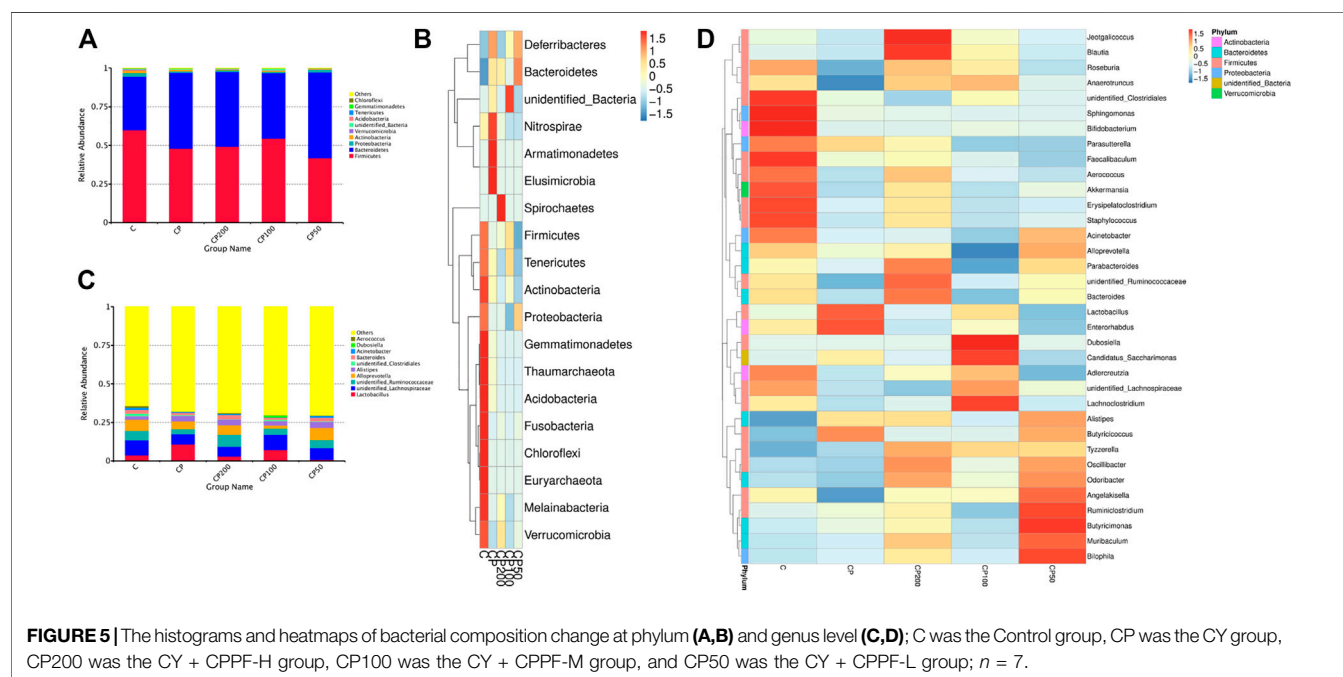 A
Relative Abundance
1
0.75
0.5
0.25
0
C
CP
CP200
CP100
CP50
Group Name
Others
Chloroflexi
Gemmatimonadetes
Tenericutes
Acidobacteria
unidentified_Bacteria
Verrucomicrobia
Actinobacteria
Proteobacteria
Bacteroidetes
Firmicutes
B
1.5
1
0.5
0
−0.5
−1
−1.5
Deferribacteres
Bacteroidetes
unidentified_Bacteria
Nitrospirae
Armatimonadetes
Elusimicrobia
Spirochaetes
Firmicutes
Tenericutes
Actinobacteria
Proteobacteria
Gemmatimonadetes
Thaumarchaeota
Acidobacteria
Fusobacteria
Chloroflexi
Euryarchaeota
Melainabacteria
Verrucomicrobia
C
CP
CP200
CP100
CP50
C
Relative Abundance
1
0.75
0.5
0.25
0
C
CP
CP200
CP100
CP50
Group Name
Others
Aerococcus
Dubosiella
Acinetobacter
Bacteroides
unidentified_Clostridiales
Alistipes
Alloprevotella
unidentified_Ruminococcaceae
unidentified_Lachnospiraceae
Lactobacillus
D
Jeotgalicoccus
Blautia
Roseburia
Anaerotruncus
unidentified_Clostridiales
Sphingomonas
Bifidobacterium
Parasutterella
Faecalibaculum
Aerococcus
Akkermansia
Erysipelatoclostridium
Staphylococcus
Acinetobacter
Alloprevotella
Parabacteroides
unidentified_Ruminococcaceae
Bacteroides
Lactobacillus
Enterorhabdus
Dubosiella
Candidatus_Saccharimonas
Adlercreutzia
unidentified_Lachnospiraceae
Lachnoclostridium
Alistipes
Butyricicoccus
Tyzzerella
Oscillibacter
Odoribacter
Angelakisella
Ruminiclostridium
Butyricimonas
Muribaculum
Bilophila
Phylum
C
CP
CP200
CP100
CP50
1.5
1
0.5
0
−0.5
−1
−1.5
Phylum
Actinobacteria
Bacteroidetes
Firmicutes
Proteobacteria
unidentified_Bacteria
Verrucomicrobia
FIGURE 5 | The histograms and heatmaps of bacterial composition change at phylum (A,B) and genus level (C,D); C was the Control group, CP was the CY group,
CP200 was the CY + CPPF-H group, CP100 was the CY + CPPF-M group, and CP50 was the CY + CPPF-L group; n = 7.